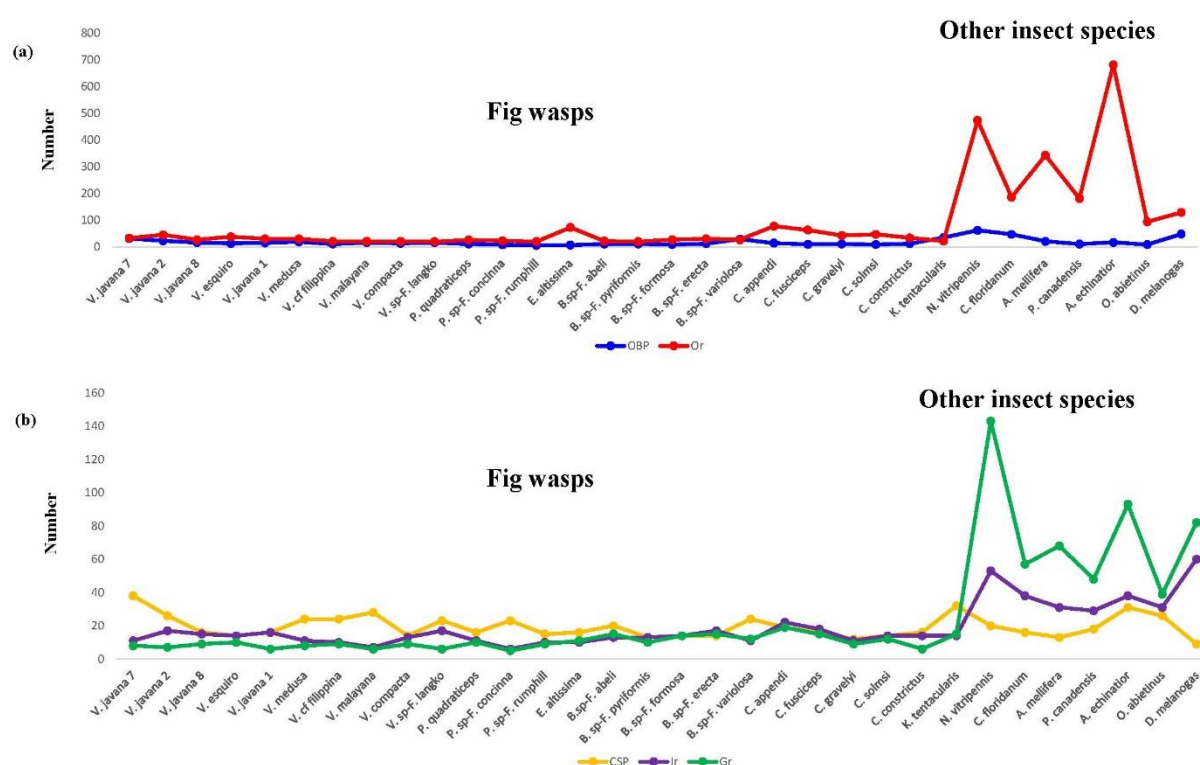 (a)
Other insect species
Fig wasps
Number
800
700
600
500
400
300
200
100
0
V. javana 7
V. javana 2
V. javana 8
V. esquiro
V. javana 1
V. medusa
V. cf filippina
V. malayana
V. compacta
V. sp-F. langko
P. quadraticeps
P. sp-F. concinna
P. sp-F. rumphill
E. altissima
B.sp-F. abeli
B. sp-F. pyriformis
B. sp-F. formosa
B. sp-F. erecta
B. sp-F. variolosa
C. appendi
C. fusciceps
C. gravelyi
C. solmsi
C. constrictus
K. tentacularis
N. vitripennis
C. floridanum
A. mellifera
P. canadensis
A. echinatior
O. abietinus
D. melanogas
OBP Or
(b)
Other insect species
Fig wasps
Number
160
140
120
100
80
60
40
20
0
V. javana 7
V. javana 2
V. javana 8
V. esquiro
V. javana 1
V. medusa
V. cf filippina
V. malayana
V. compacta
V. sp-F. langko
P. quadraticeps
P. sp-F. concinna
P. sp-F. rumphill
E. altissima
B.sp-F. abeli
B. sp-F. pyriformis
B. sp-F. formosa
B. sp-F. erecta
B. sp-F. variolosa
C. appendi
C. fusciceps
C. gravelyi
C. solmsi
C. constrictus
K. tentacularis
N. vitripennis
C. floridanum
A. mellifera
P. canadensis
A. echinatior
O. abietinus
D. melanogas
CSP Ir Gr